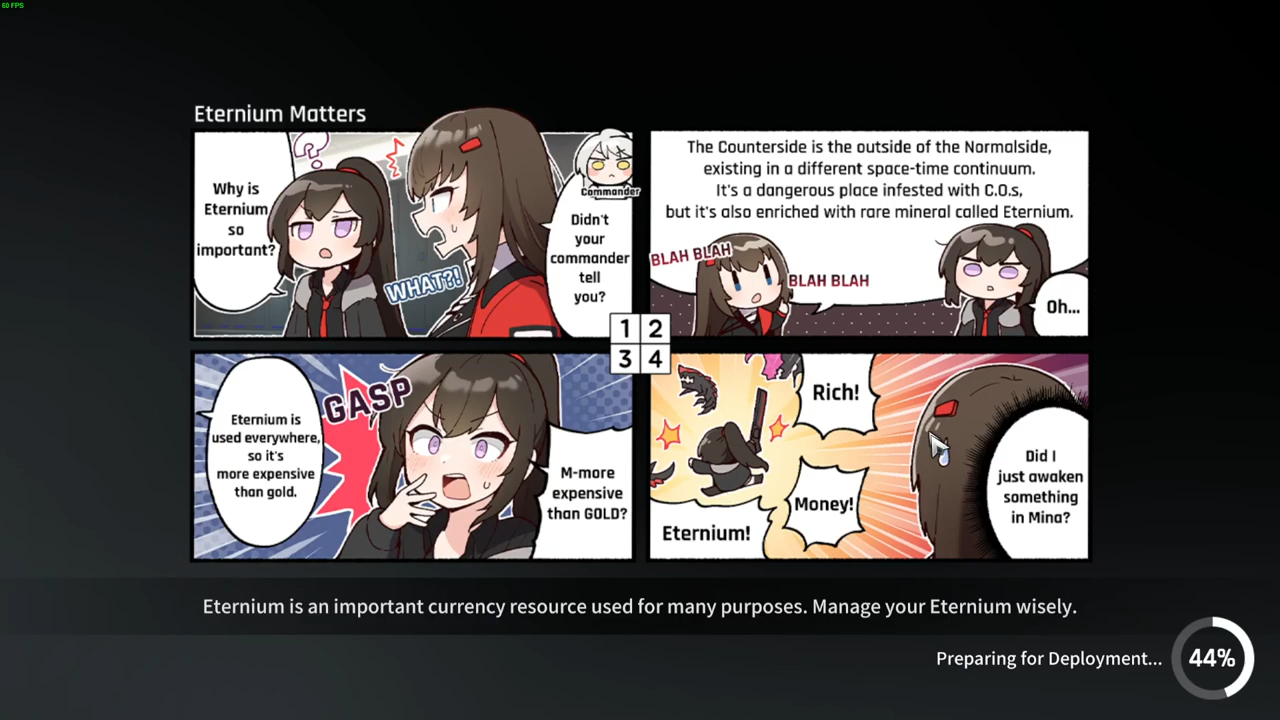 60 FPS
Eternium Matters
Why is
Eternium
so
important?
?
WHAT?!
Commander
Didn't
your
commander
tell
you?
The Counterside is the outside of the Normalside,
existing in a different space-time continuum.
It's a dangerous place infested with C.O.s,
but it's also enriched with rare mineral called Eternium.
BLAH BLAH
BLAH BLAH
Oh...
1 2
3 4
Eternium is
used everywhere,
so it's
more expensive
than gold.
GASP
M-more
expensive
than GOLD?
Rich!
Money!
Eternium!
Did I
just awaken
something
in Mina?
Eternium is an important currency resource used for many purposes. Manage your Eternium wisely.
Preparing for Deployment...
44%